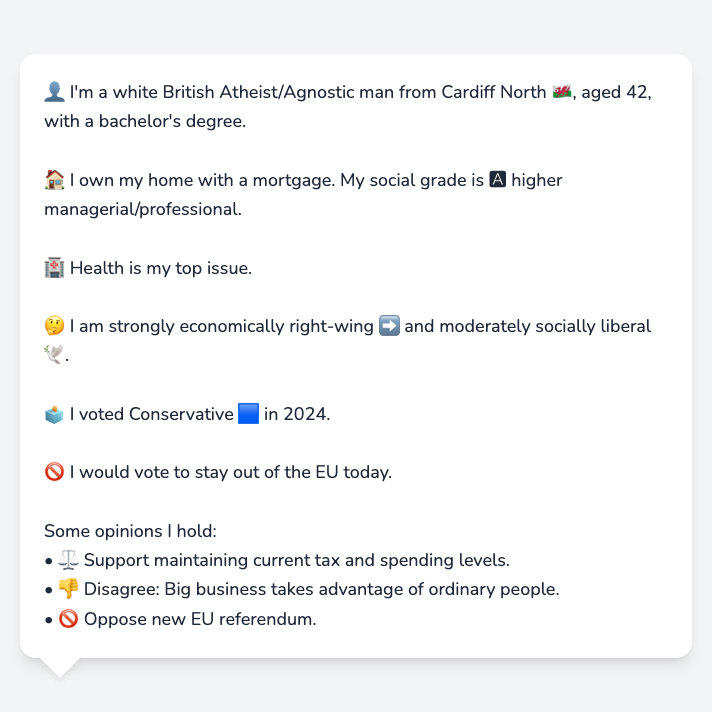 👤 I'm a white British Atheist/Agnostic man from Cardiff North 🏴󠁧󠁢󠁷󠁬󠁳󠁿, aged 42,
with a bachelor's degree.
🏠 I own my home with a mortgage. My social grade is 🅰 higher
managerial/professional.
🏥 Health is my top issue.
🤔 I am strongly economically right-wing ➡️ and moderately socially liberal
🕊️.
🗳️ I voted Conservative 🟦 in 2024.
🚫 I would vote to stay out of the EU today.
Some opinions I hold:
• ⚖️ Support maintaining current tax and spending levels.
• 👎 Disagree: Big business takes advantage of ordinary people.
• 🚫 Oppose new EU referendum.